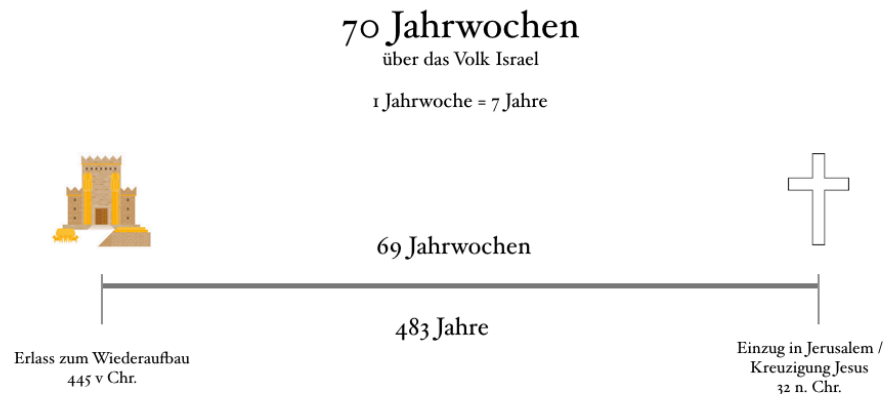 70 Jahrwochen
über das Volk Israel
1 Jahrwoche = 7 Jahre
69 Jahrwochen
483 Jahre
Erlass zum Wiederaufbau
445 v Chr.
Einzug in Jerusalem /
Kreuzigung Jesus
32 n. Chr.